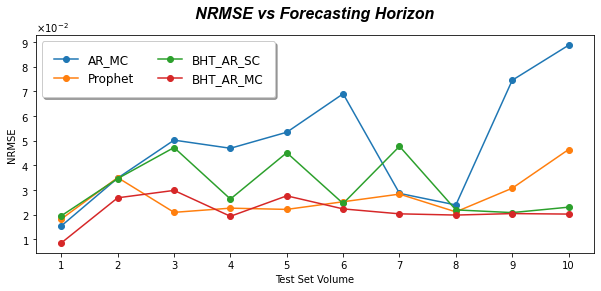 NRMSE vs Forecasting Horizon
×10⁻²
AR_MC
Prophet
BHT_AR_SC
BHT_AR_MC
9
8
7
6
5
4
3
2
1
NRMSE
1 2 3 4 5 6 7 8 9 10
Test Set Volume